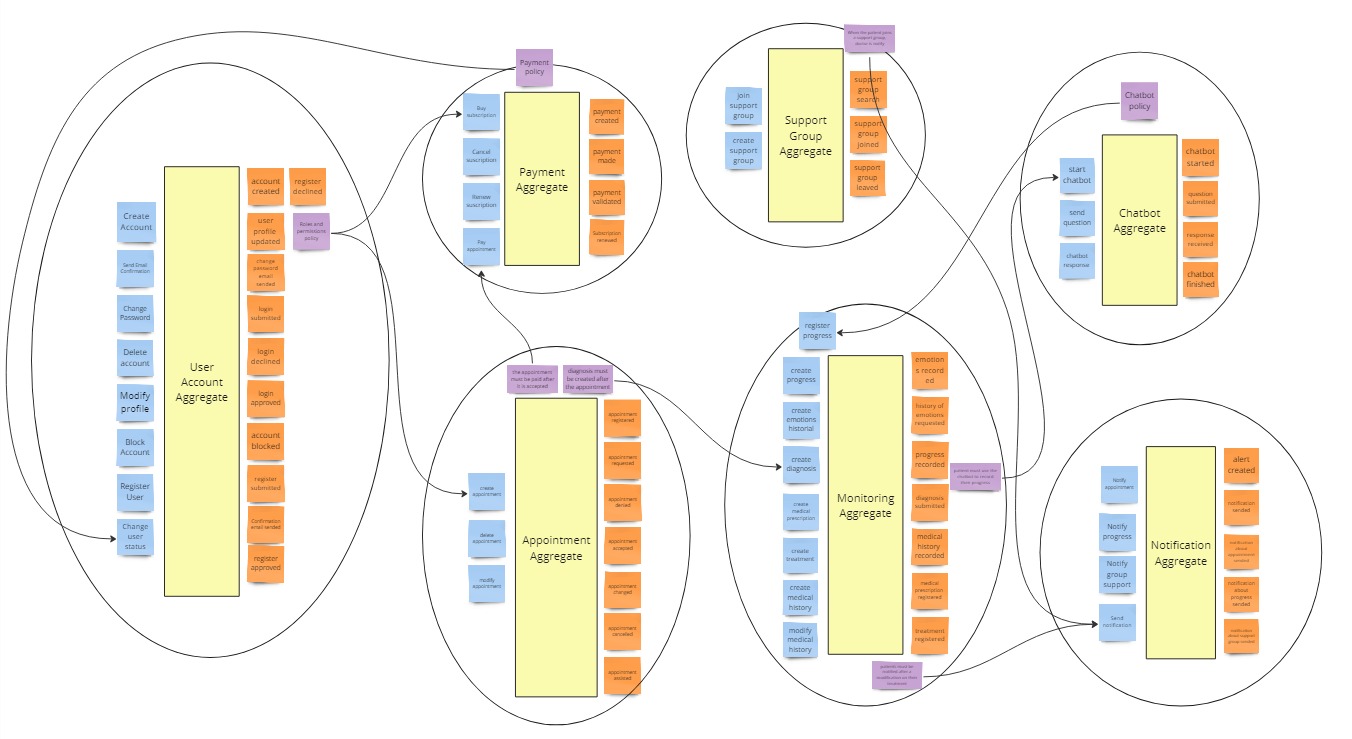 Create
Account
Send Email
Confirmation
Change
Password
Delete
account
Modify
profile
Block
Account
Register
User
Change
user
status
User
Account
Aggregate
account
created
register
declined
user
profile
updated
Roles and
permissions
policy
change
password
email
sended
login
submitted
login
declined
login
approved
account
blocked
register
submitted
Confirmation
email sended
register
approved
Payment
policy
Buy
subscription
Cancel
suscription
Renew
suscription
Pay
appointment
Payment
Aggregate
payment
created
payment
made
payment
validated
Subscription
renewed
the appointment
must be paid after
it is accepted
diagnosis must
be created after
the appointment
create
appointment
delete
appointment
modify
appointment
Appointment
Aggregate
appointment
registered
appointment
requested
appointment
denied
appointment
accepted
appointment
changed
appointment
cancelled
appointment
assisted
When the patient joins
a support group,
doctor is notify
join
support
group
create
support
group
Support
Group
Aggregate
support
group
search
support
group
joined
support
group
leaved
register
progress
create
progress
create
emotions
historial
create
diagnosis
create
medical
prescription
create
treatment
create
medical
history
modify
medical
history
Monitoring
Aggregate
emotion
s record
ed
history of
emotions
requested
progress
recorded
patient must use the
chatbot to record
their progress
diagnosis
submitted
medical
history
recorded
medical
prescription
registered
treatment
registered
patients must be
notified after a
modification on their
treatment
Chatbot
policy
start
chatbot
send
question
chatbot
response
Chatbot
Aggregate
chatbot
started
question
submitted
response
received
chatbot
finished
Notify
appointment
Notify
progress
Notify
group
support
Send
notification
Notification
Aggregate
alert
created
notification
sended
notification
about
appointment
sended
notification
about
progress
sended
notification
about support
group sended